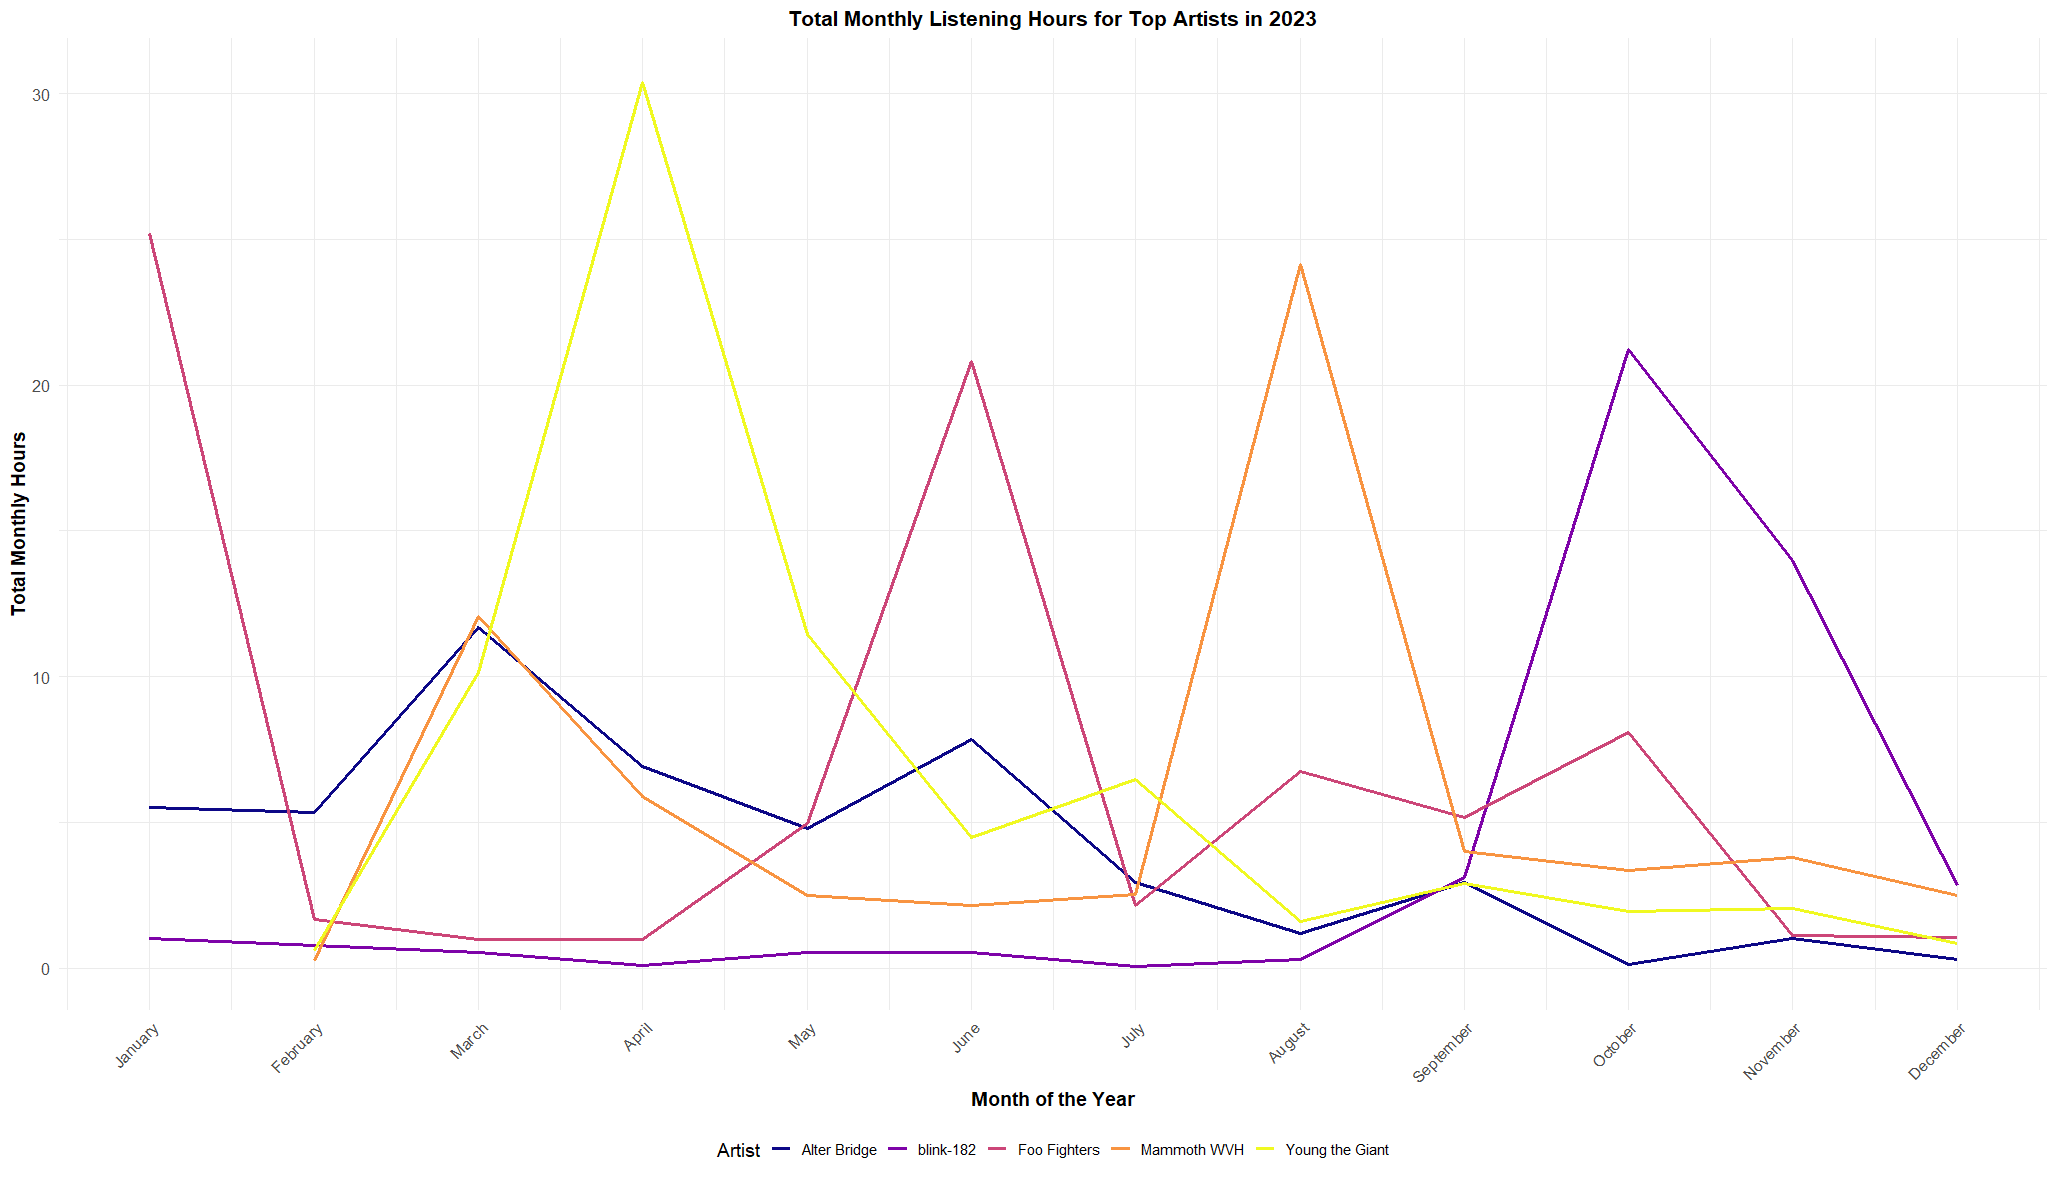 Total Monthly Listening Hours for Top Artists in 2023
30
20
10
0
Total Monthly Hours
January
February
March
April
May
June
July
August
September
October
November
December
Month of the Year
Artist Alter Bridge blink-182 Foo Fighters Mammoth WVH Young the Giant